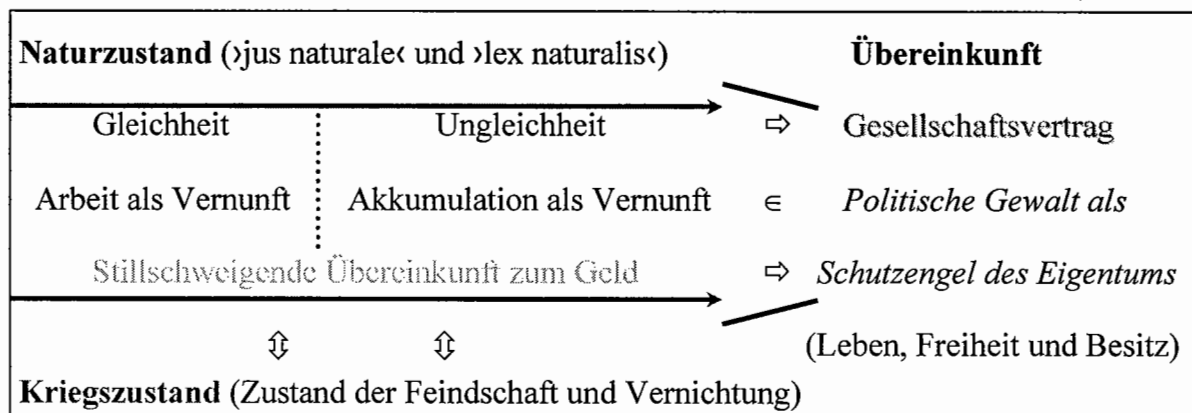 Naturzustand (›jus naturale‹ und ›lex naturalis‹) Übereinkunft
Gleichheit Ungleichheit ⇨ Gesellschaftsvertrag
Arbeit als Vernunft Akkumulation als Vernunft ∈ Politische Gewalt als
Stillschweigende Übereinkunft zum Geld ⇨ Schutzengel des Eigentums
⇳ ⇳ (Leben, Freiheit und Besitz)
Kriegszustand (Zustand der Feindschaft und Vernichtung)